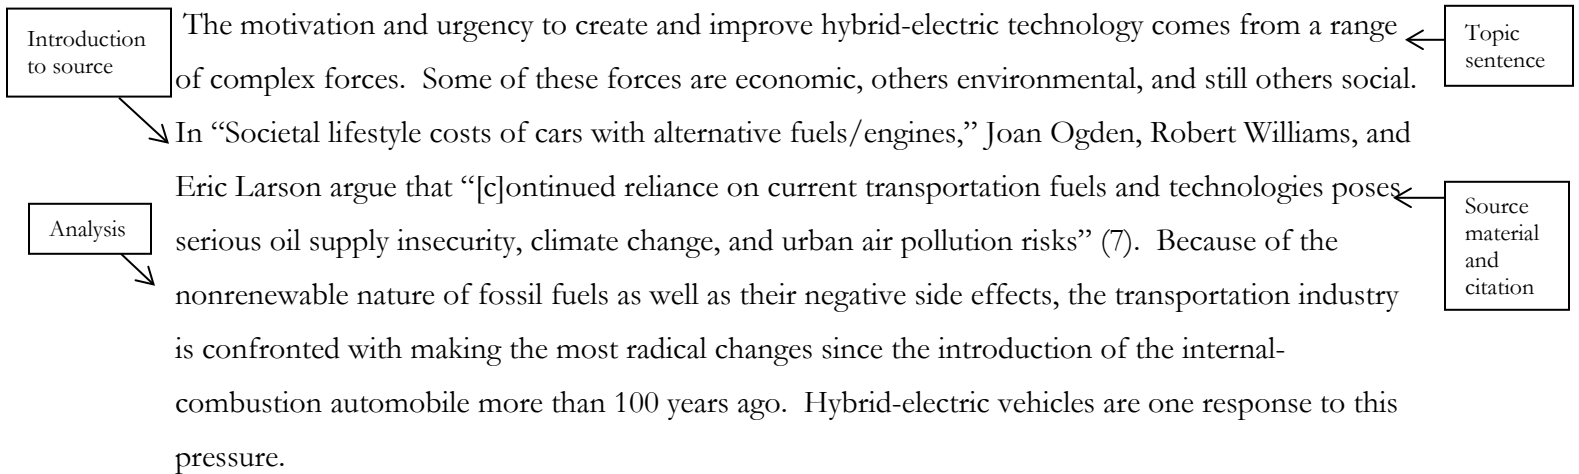 Introduction
to source
The motivation and urgency to create and improve hybrid-electric technology comes from a range
Topic
sentence
of complex forces.  Some of these forces are economic, others environmental, and still others social.
In “Societal lifestyle costs of cars with alternative fuels/engines,” Joan Ogden, Robert Williams, and
Eric Larson argue that “[c]ontinued reliance on current transportation fuels and technologies poses
Source
material
and
citation
Analysis
serious oil supply insecurity, climate change, and urban air pollution risks” (7).  Because of the
nonrenewable nature of fossil fuels as well as their negative side effects, the transportation industry
is confronted with making the most radical changes since the introduction of the internal-
combustion automobile more than 100 years ago.  Hybrid-electric vehicles are one response to this
pressure.